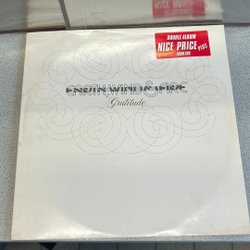 DOUBLE ALBUM
NICE PRICE
EARTH, WIND & FIRE
Gratitude